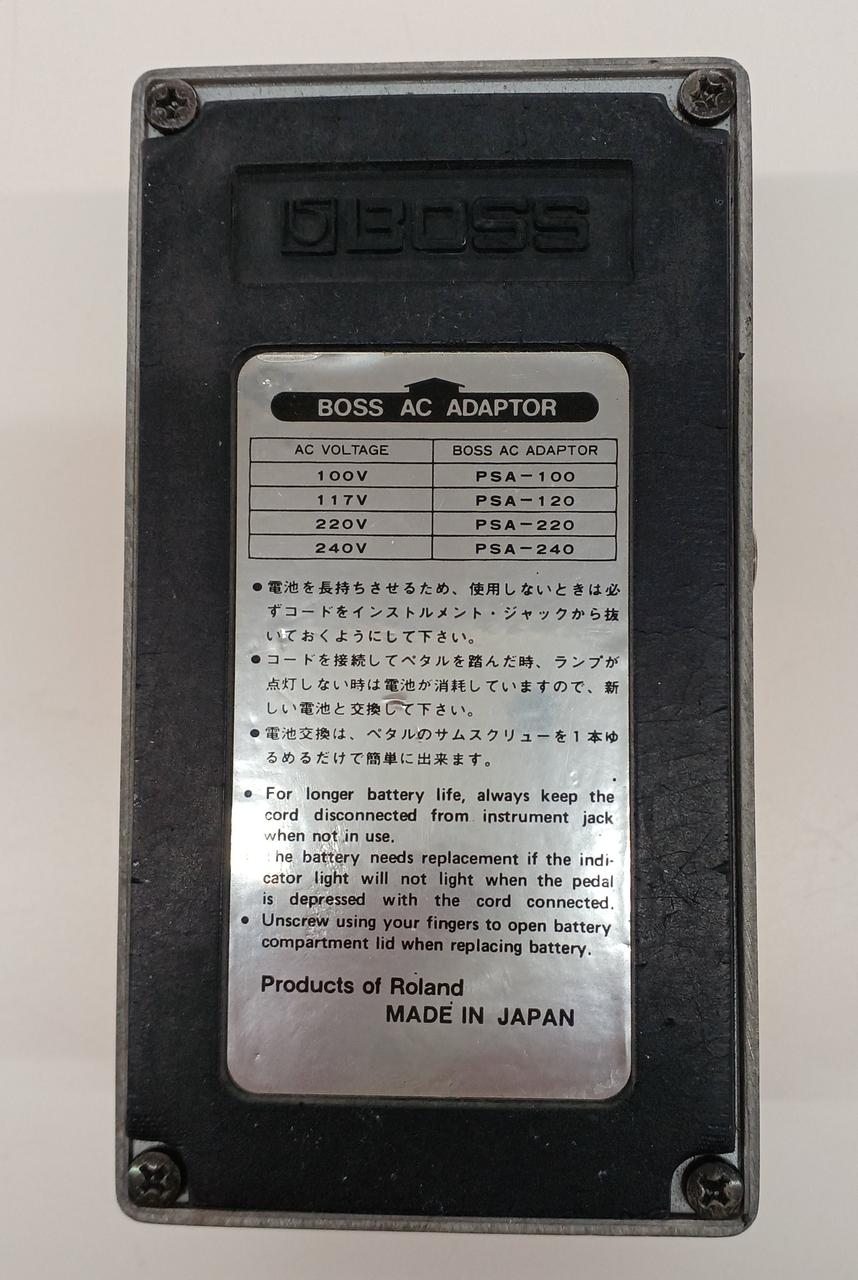 BOSS
BOSS AC ADAPTOR
AC VOLTAGE BOSS AC ADAPTOR
100V PSA-100
117V PSA-120
220V PSA-220
240V PSA-240
●電池を長持ちさせるため、使用しないときは必
ずコードをインストルメント・ジャックから抜
いておくようにして下さい。
●コードを接続してペタルを踏んだ時、ランプが
点灯しない時は電池が消耗していますので、新
しい電池と交換して下さい。
●電池交換は、ペタルのサムスクリューを1本ゆ
るめるだけで簡単に出来ます。
● For longer battery life, always keep the
cord disconnected from instrument jack
when not in use.
he battery needs replacement if the indi-
cator light will not light when the pedal
is depressed with the cord connected.
● Unscrew using your fingers to open battery
compartment lid when replacing battery.
Products of Roland
MADE IN JAPAN